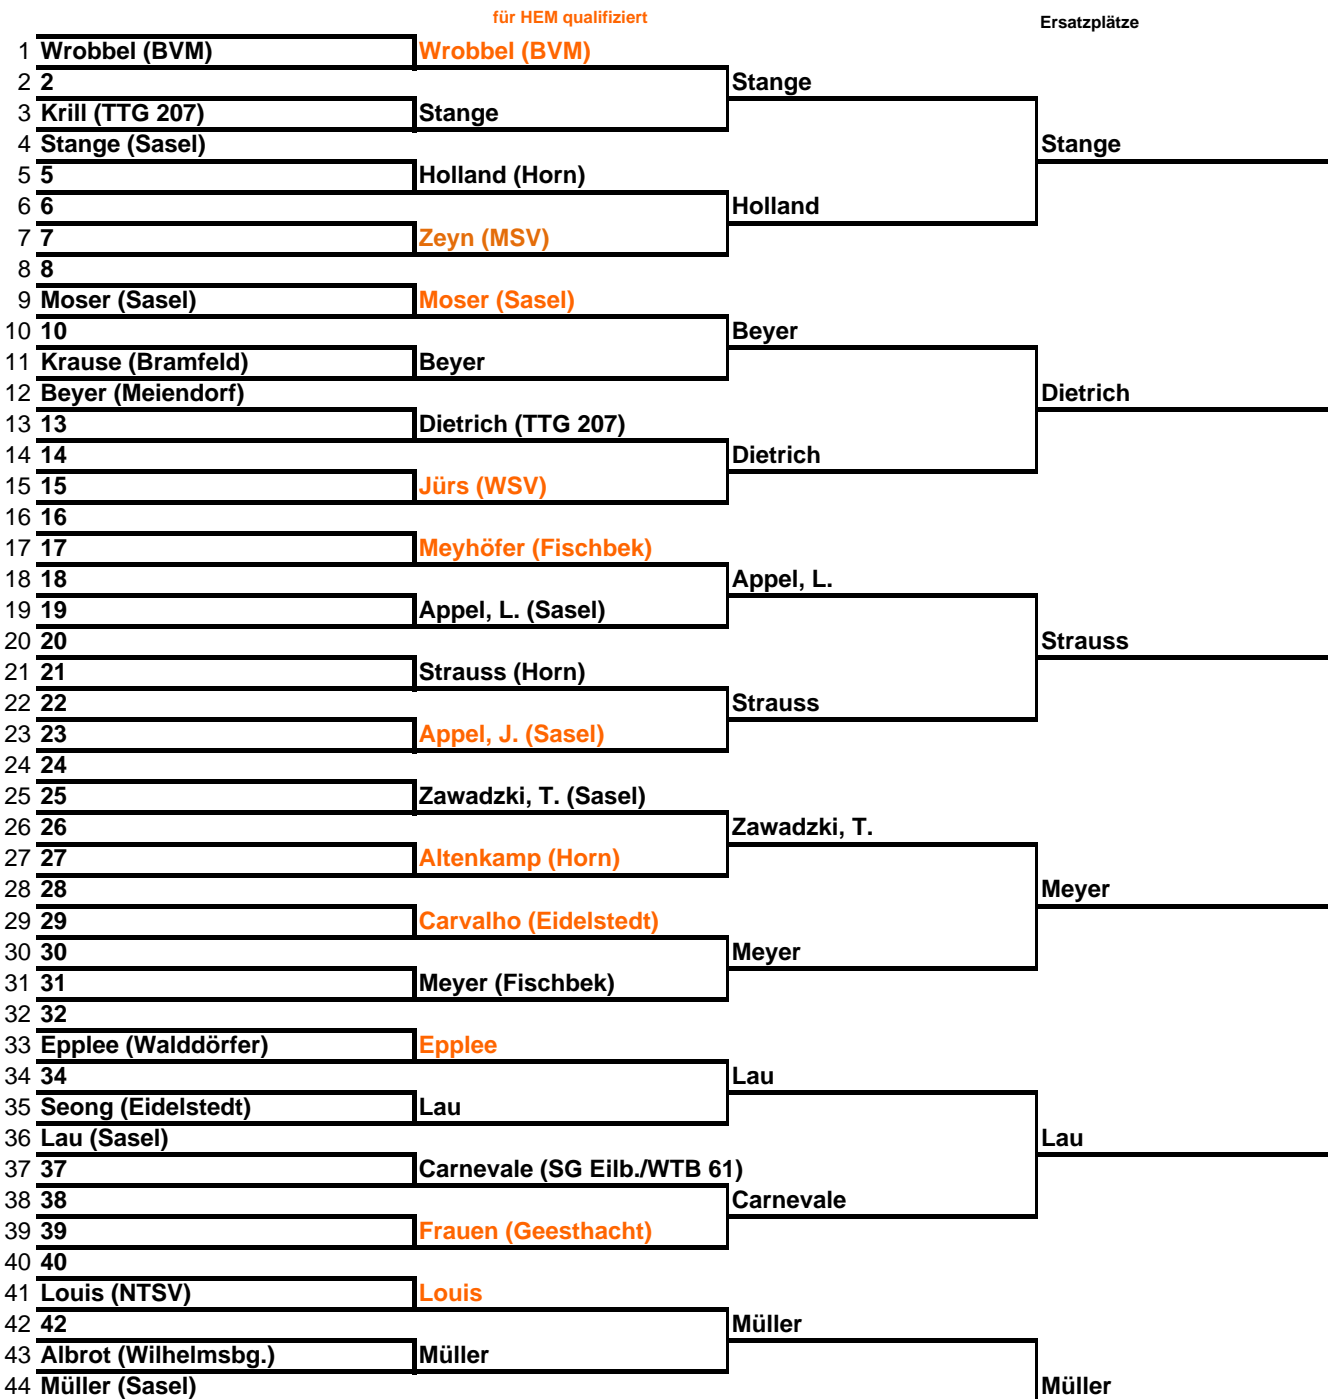 für HEM qualifiziert Ersatzplätze
1 Wrobbel (BVM) Wrobbel (BVM)
2 2 Stange
3 Krill (TTG 207) Stange
4 Stange (Sasel) Stange
5 5 Holland (Horn)
6 6 Holland
7 7 Zeyn (MSV)
8 8
9 Moser (Sasel) Moser (Sasel)
10 10 Beyer
11 Krause (Bramfeld) Beyer
12 Beyer (Meiendorf) Dietrich
13 13 Dietrich (TTG 207)
14 14 Dietrich
15 15 Jürs (WSV)
16 16
17 17 Meyhöfer (Fischbek)
18 18 Appel, L.
19 19 Appel, L. (Sasel)
20 20 Strauss
21 21 Strauss (Horn)
22 22 Strauss
23 23 Appel, J. (Sasel)
24 24
25 25 Zawadzki, T. (Sasel)
26 26 Zawadzki, T.
27 27 Altenkamp (Horn)
28 28 Meyer
29 29 Carvalho (Eidelstedt)
30 30 Meyer
31 31 Meyer (Fischbek)
32 32
33 Epplee (Walddörfer) Epplee
34 34 Lau
35 Seong (Eidelstedt) Lau
36 Lau (Sasel) Lau
37 37 Carnevale (SG Eilb./WTB 61)
38 38 Carnevale
39 39 Frauen (Geesthacht)
40 40
41 Louis (NTSV) Louis
42 42 Müller
43 Albrot (Wilhelmsbg.) Müller
44 Müller (Sasel) Müller